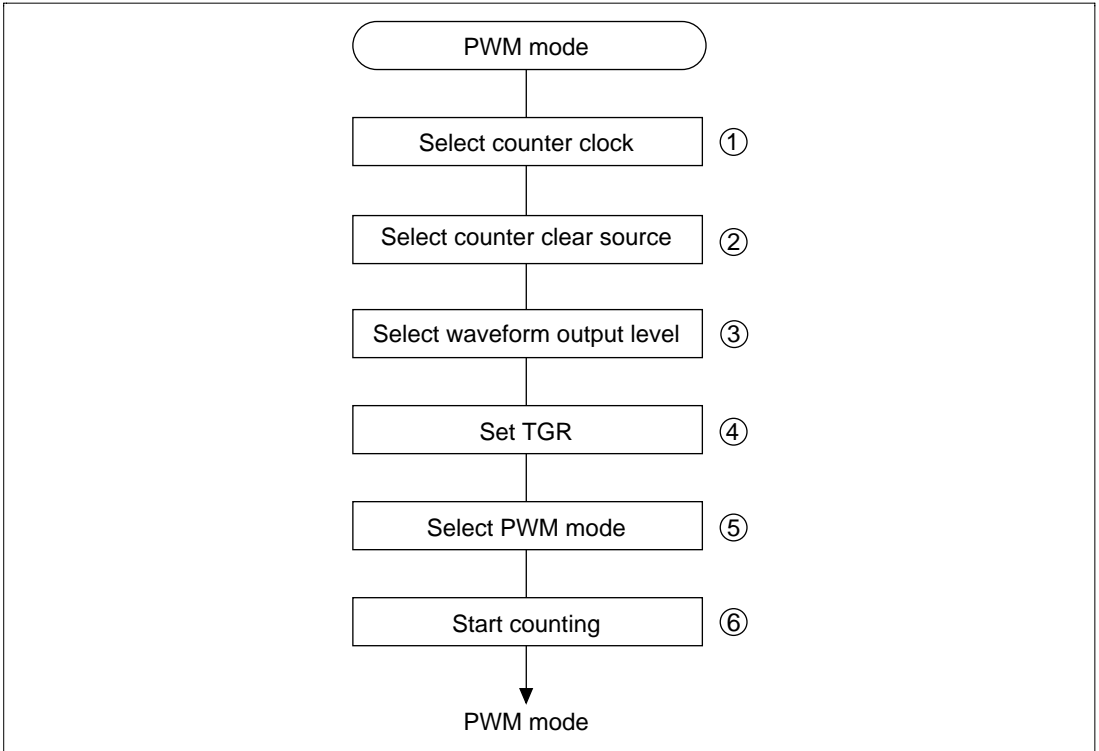 PWM mode
Select counter clock ①
Select counter clear source ②
Select waveform output level ③
Set TGR ④
Select PWM mode ⑤
Start counting ⑥
PWM mode